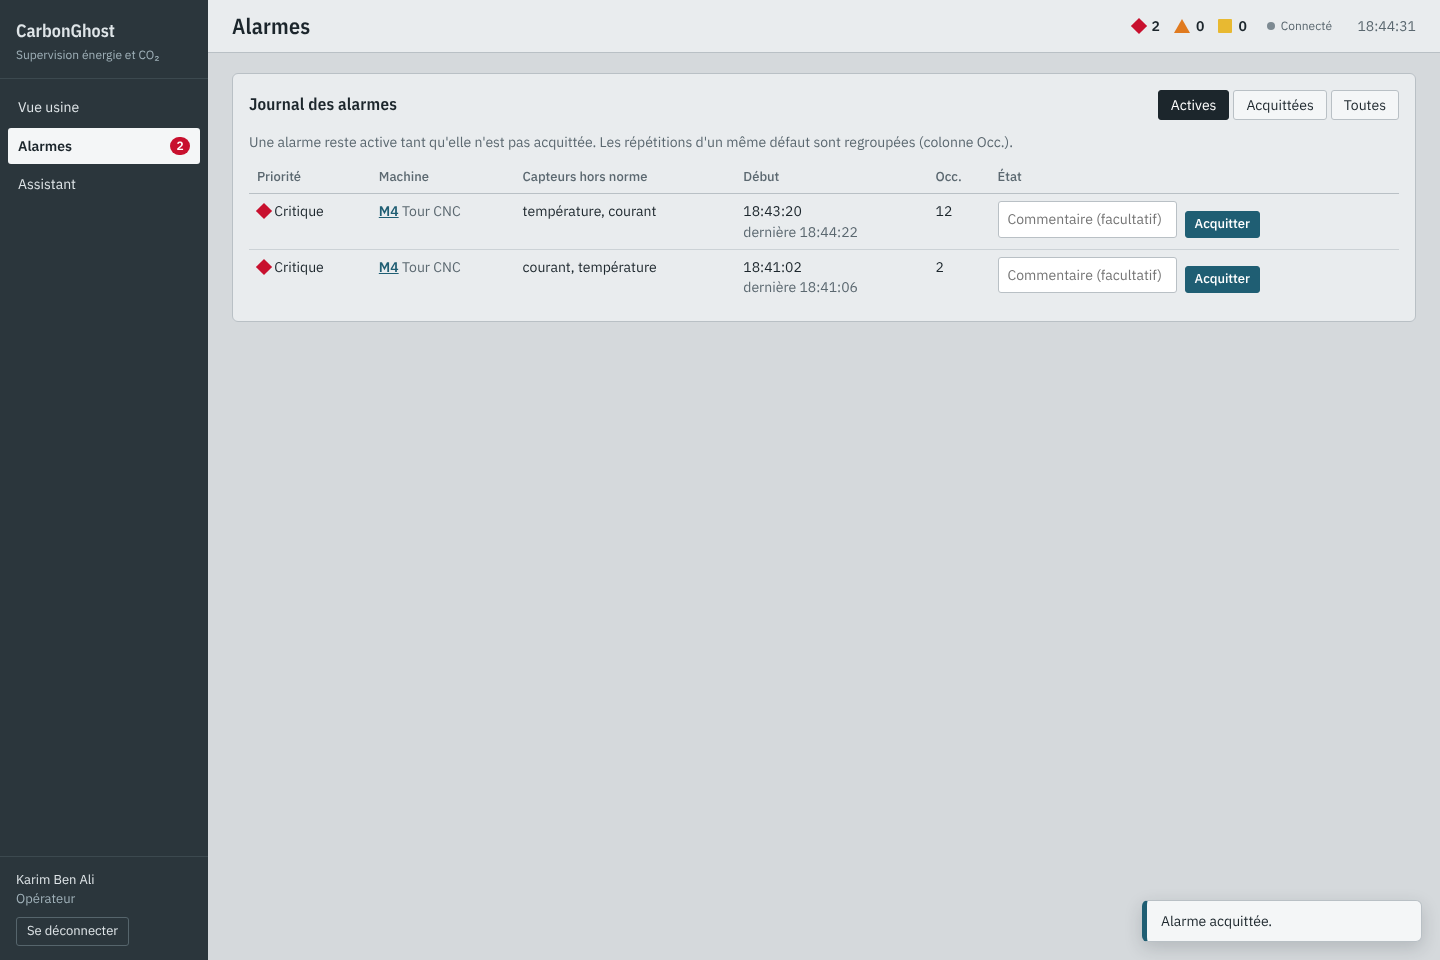 CarbonGhost
Supervision énergie et CO₂
Vue usine
Alarmes 2
Assistant
Karim Ben Ali
Opérateur
Se déconnecter
Alarmes
2 0 0 Connecté 18:44:31
Journal des alarmes
Actives Acquittées Toutes
Une alarme reste active tant qu'elle n'est pas acquittée. Les répétitions d'un même défaut sont regroupées (colonne Occ.).
Priorité Machine Capteurs hors norme Début Occ. État
Critique M4 Tour CNC température, courant 18:43:20 12 Commentaire (facultatif) Acquitter
dernière 18:44:22
Critique M4 Tour CNC courant, température 18:41:02 2 Commentaire (facultatif) Acquitter
dernière 18:41:06
Alarme acquittée.